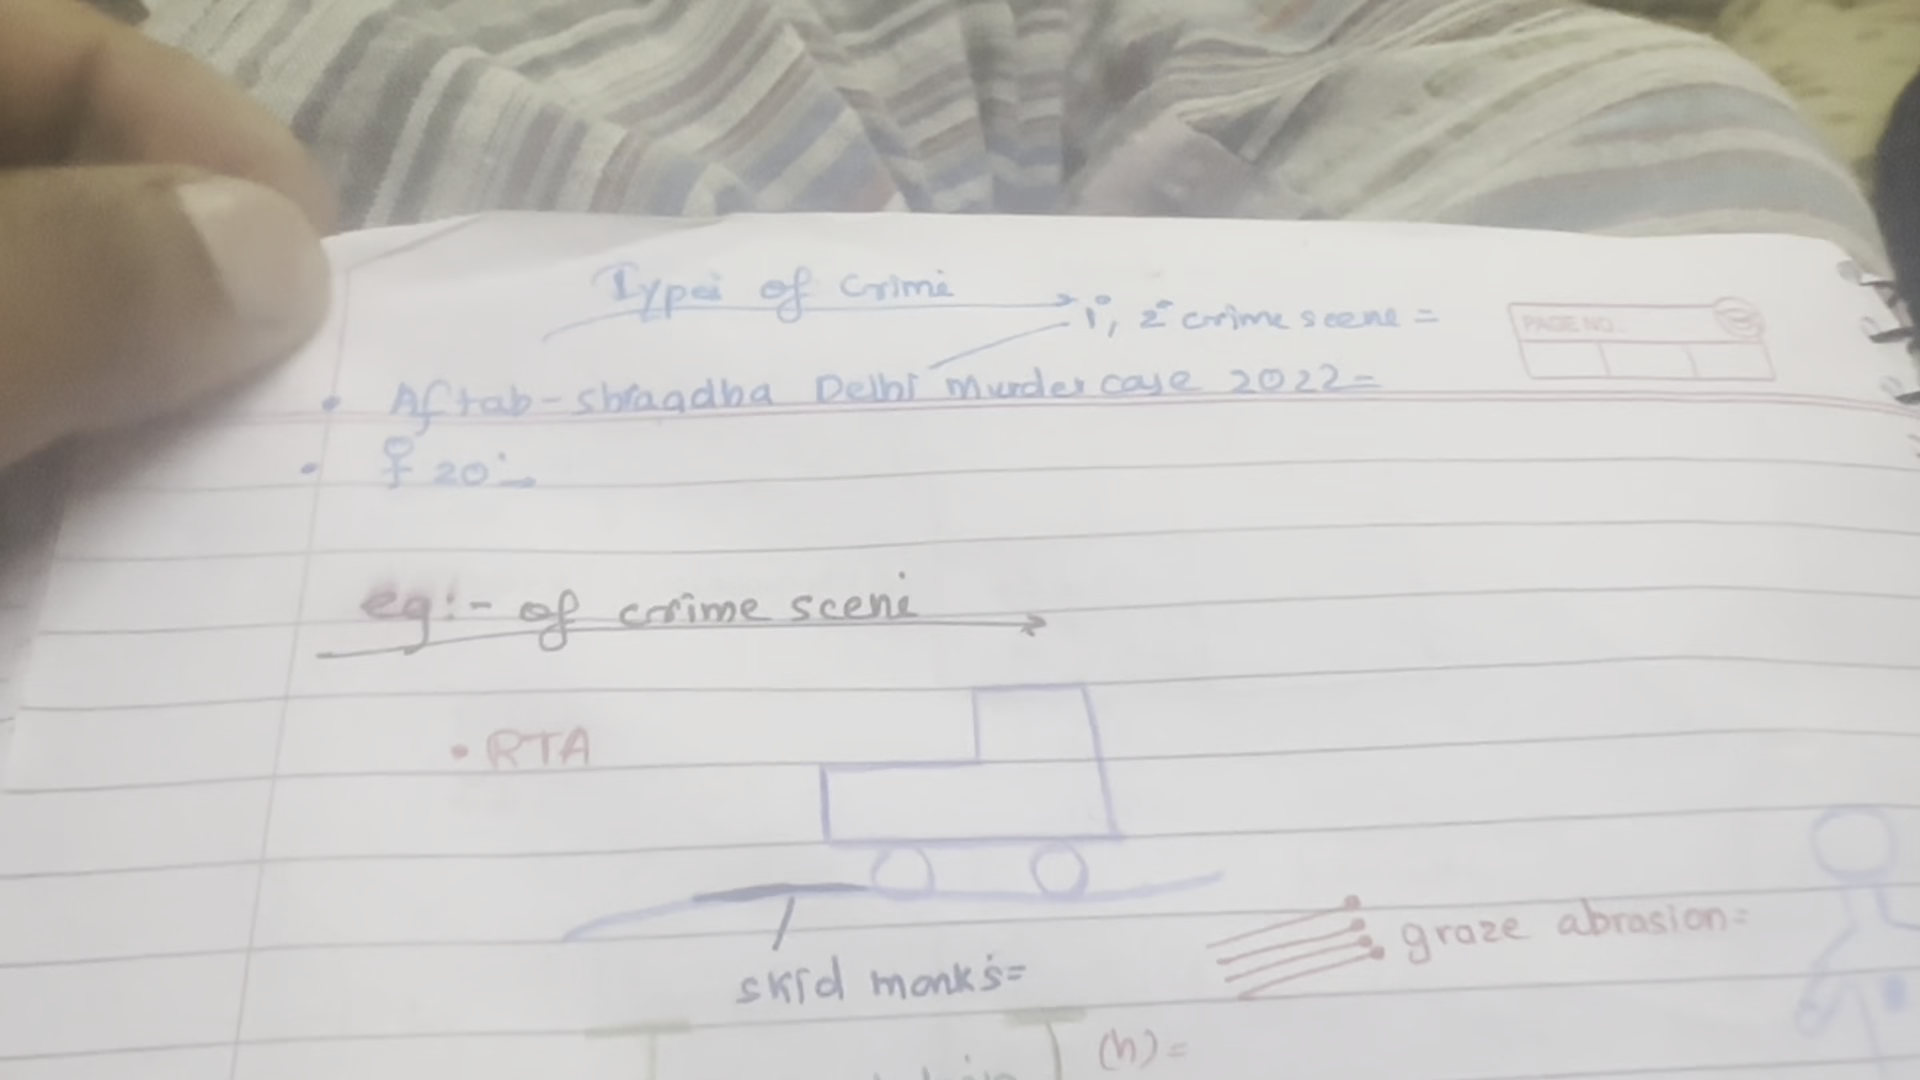 Types of Crime
1°, 2° crime scene =
PAGE NO.
• Aftab-shraddha Delhi Murder case 2022=
• ♀ 20:-
eg:- of crime scene
• RTA
graze abrasion=
skid marks=
(h)=